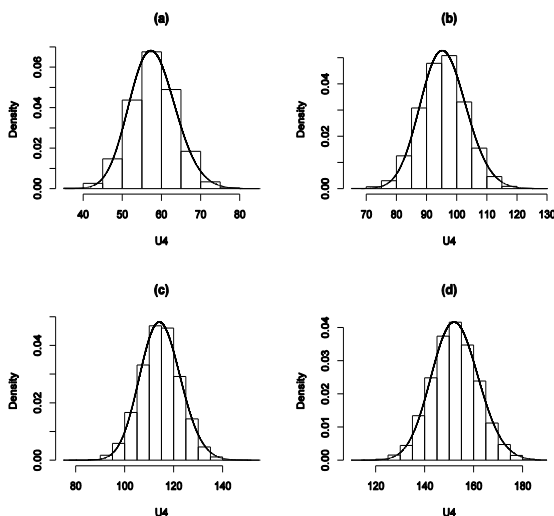 (a)
Density
0.00 0.02 0.04 0.06
40 50 60 70 80
U4
(b)
Density
0.00 0.02 0.04
70 80 90 100 110 120 130
U4
(c)
Density
0.00 0.02 0.04
80 100 120 140
U4
(d)
Density
0.00 0.01 0.02 0.03 0.04
120 140 160 180
U4